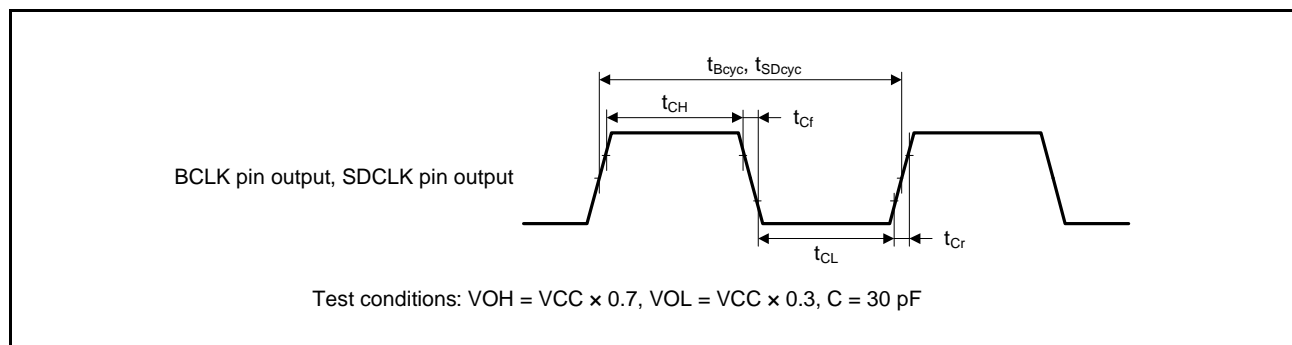 tBcyc, tSDcyc
tCH
tCf
BCLK pin output, SDCLK pin output
tCL
tCr
Test conditions: VOH = VCC × 0.7, VOL = VCC × 0.3, C = 30 pF